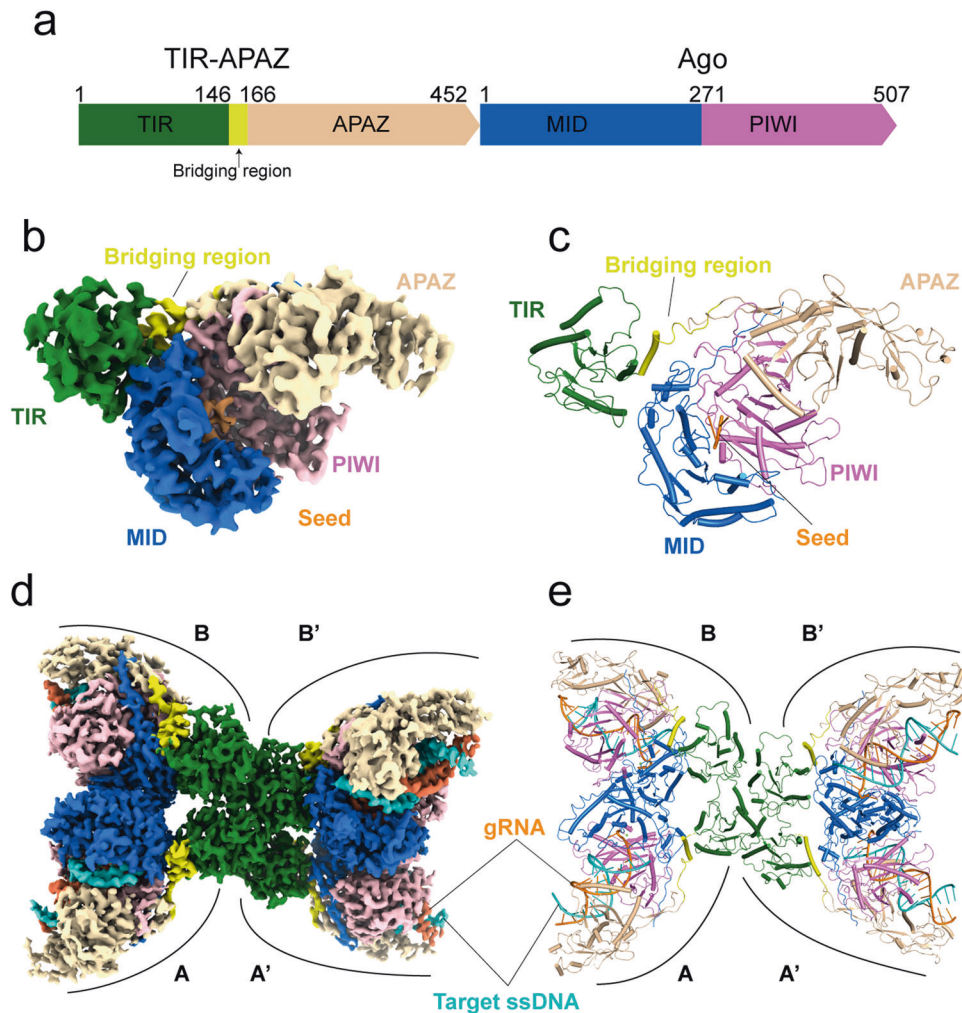 a
TIR-APAZ Ago
1 146 166 452 1 271 507
TIR APAZ MID PIWI
Bridging region
b
Bridging region
APAZ
TIR
PIWI
Seed
MID
c
Bridging region
APAZ
TIR
PIWI
Seed
MID
d
B B’
A A’
e
B B’
A A’
gRNA
Target ssDNA